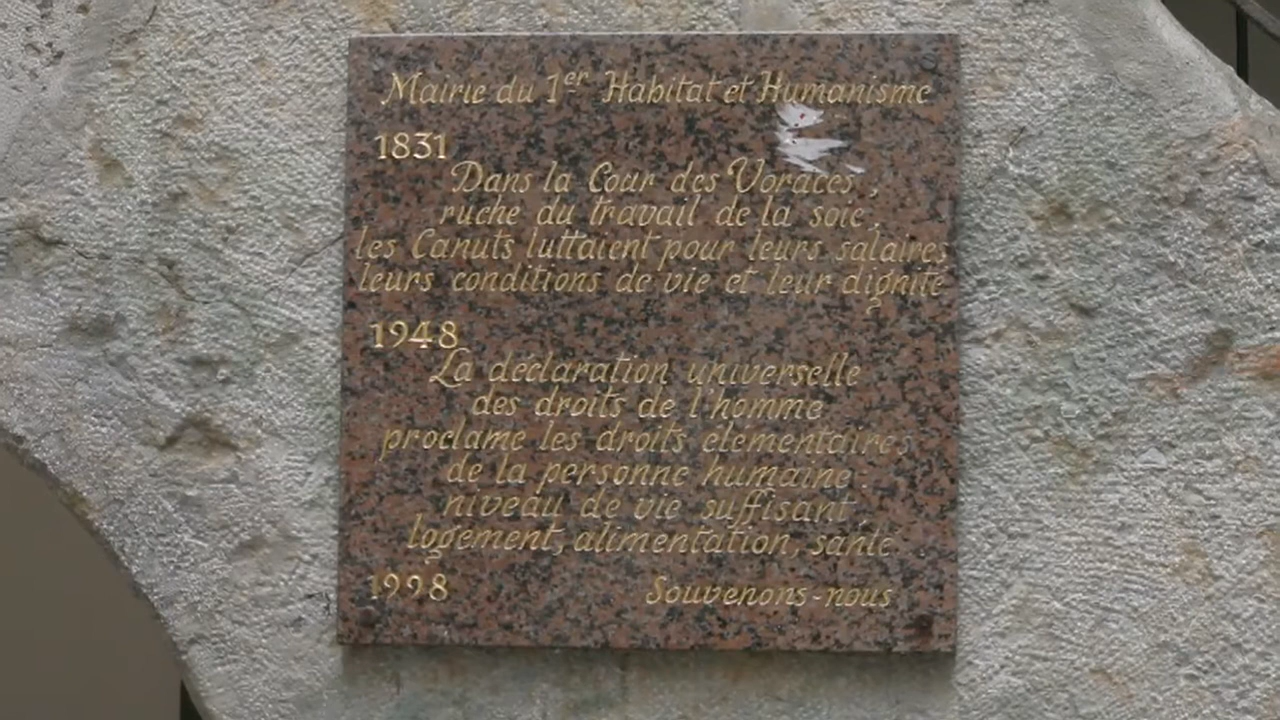 Mairie du 1er Habitat et Humanisme
1831
Dans la Cour des Voraces,
ruche du travail de la soie,
les Canuts luttaient pour leurs salaires
leurs conditions de vie et leur dignité
1948
La déclaration universelle
des droits de l'homme
proclame les droits élémentaires
de la personne humaine :
niveau de vie suffisant,
logement, alimentation, santé
1998 Souvenons-nous